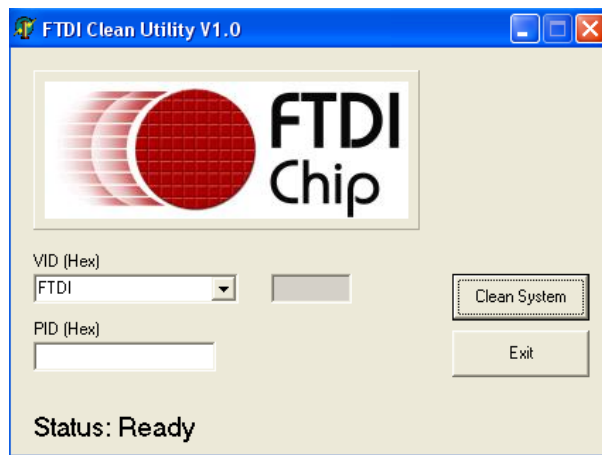 FTDI Clean Utility V1.0
FTDI
Chip
VID (Hex)
FTDI
Clean System
PID (Hex)
Exit
Status: Ready